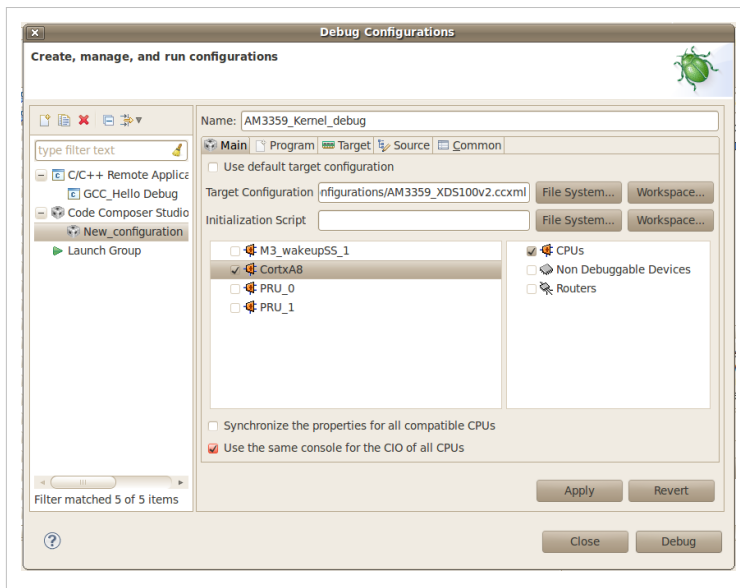 Debug Configurations
Create, manage, and run configurations
Name: AM3359_Kernel_debug
type filter text
Main Program Target Source Common
Use default target configuration
C/C++ Remote Applica
GCC_Hello Debug
Code Composer Studio
New_configuration
Launch Group
Target Configuration nfigurations/AM3359_XDS100v2.ccxml File System... Workspace...
Initialization Script File System... Workspace...
M3_wakeupSS_1
CortxA8
PRU_0
PRU_1
CPUs
Non Debuggable Devices
Routers
Synchronize the properties for all compatible CPUs
Use the same console for the CIO of all CPUs
Filter matched 5 of 5 items
Apply Revert
? Close Debug